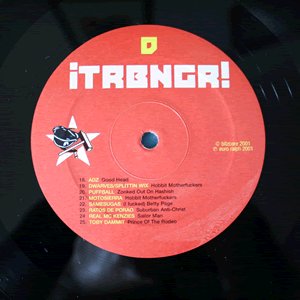 D
¡TRBNGR!
℗ bitzcore 2001
© euro ralph 2001
18. ADZ Good Head
19. DWARVES/SPLITTIN WIX Hobbit Motherfuckers
20. PUFFBALL Zonked Out On Hashish
21. MOTOSIERRA Hobbit Motherfuckers
22. SAMESUGAS I fucked Betty Page
23. RATOS DE PORAO Suburban Anti-Christ
24. REAL MC KENZIES Sailor Man
25. TOBY DAMMIT Prince Of The Rodeo